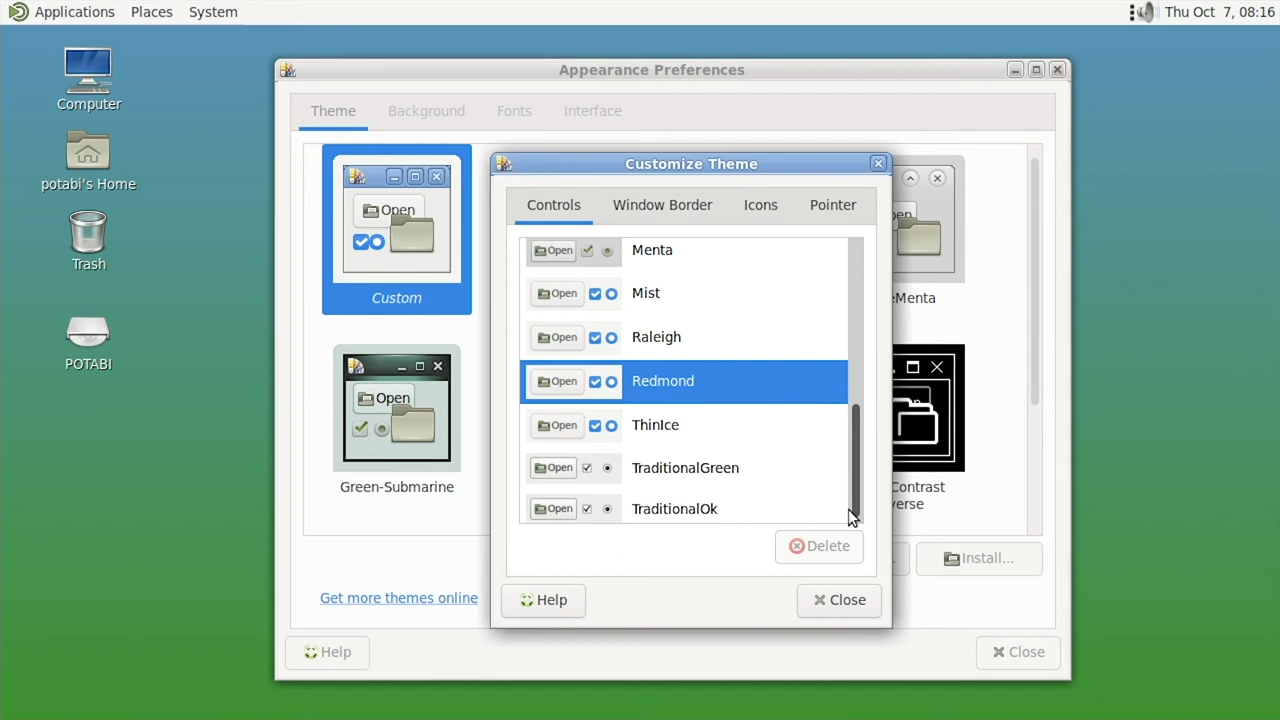 Applications Places System
Thu Oct 7, 08:16
Computer
potabi's Home
Trash
POTABI
Appearance Preferences
Theme Background Fonts Interface
Open
Custom
Open
Green-Submarine
Customize Theme
Controls Window Border Icons Pointer
Open Menta
Open Mist
Open Raleigh
Open Redmond
Open ThinIce
Open TraditionalGreen
Open TraditionalOk
Delete
Help
Close
Menta
Contrast
Install...
Get more themes online
Help
Close